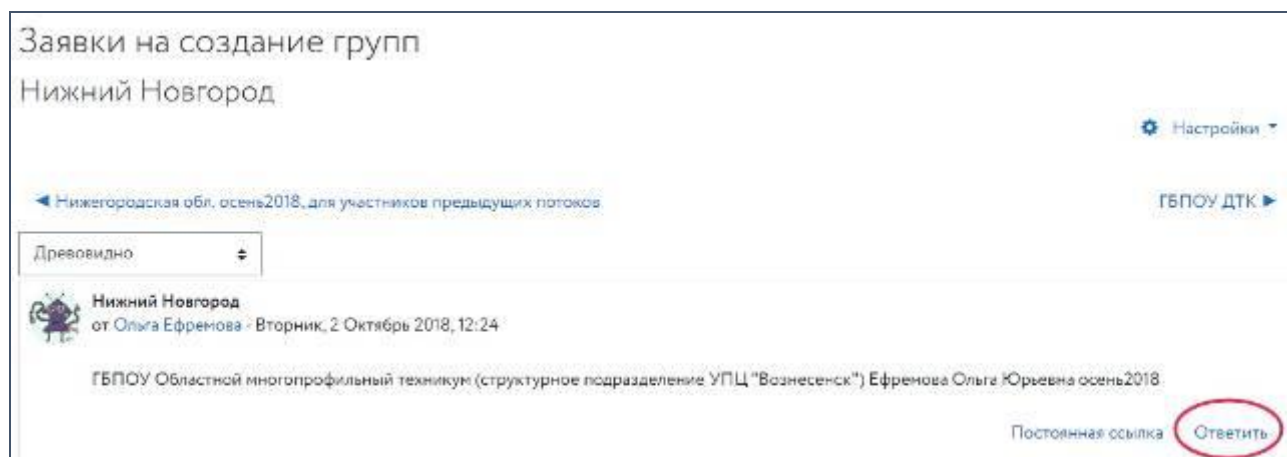 Заявки на создание групп
Нижний Новгород
Настройки
Нижегородская обл. осень2018, для участников предыдущих потоков
ГБПОУ ДТК
Древовидно
Нижний Новгород
от Ольга Ефремова - Вторник, 2 Октябрь 2018, 12:24
ГБПОУ Областной многопрофильный техникум (структурное подразделение УПЦ "Вознесенск") Ефремова Ольга Юрьевна осень2018
Постоянная ссылка Ответить